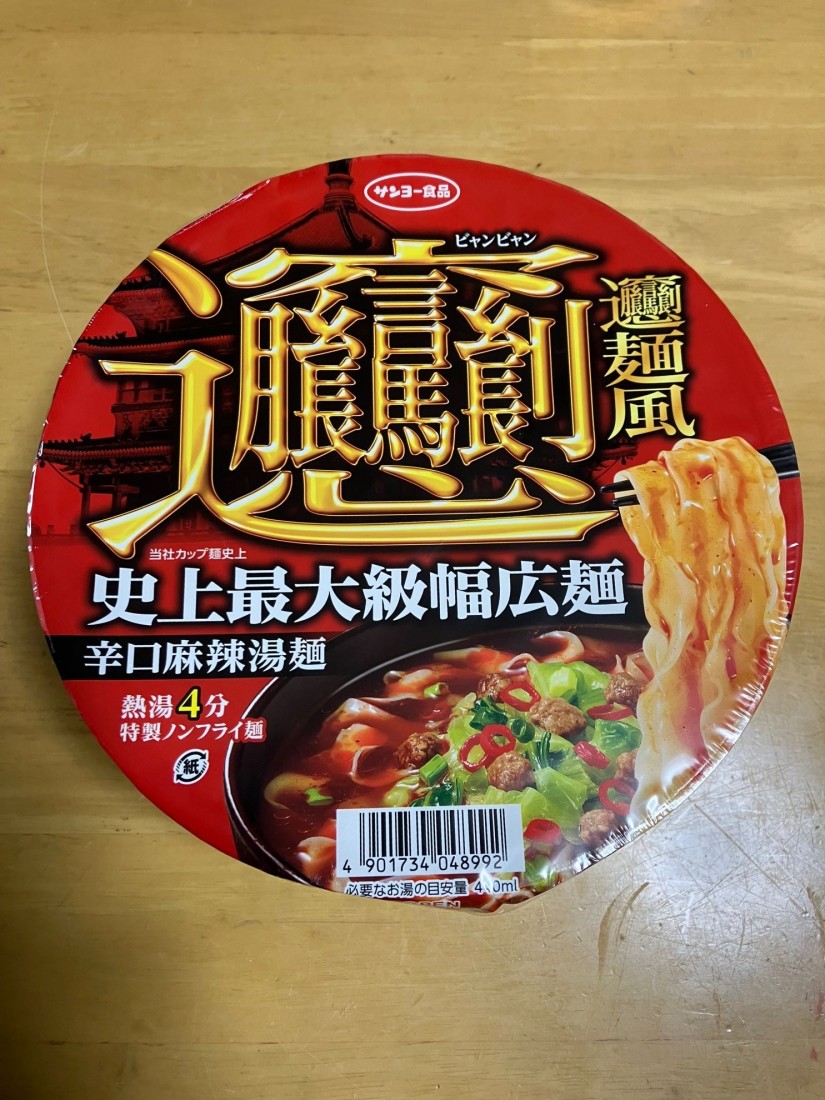 サンヨー食品
ビャンビャン
𰻝
𰻝麺風
当社カップ麺史上
史上最大級幅広麺
辛口麻辣湯麺
熱湯4分
特製ノンフライ麺
紙
4 901734 048992
必要なお湯の目安量